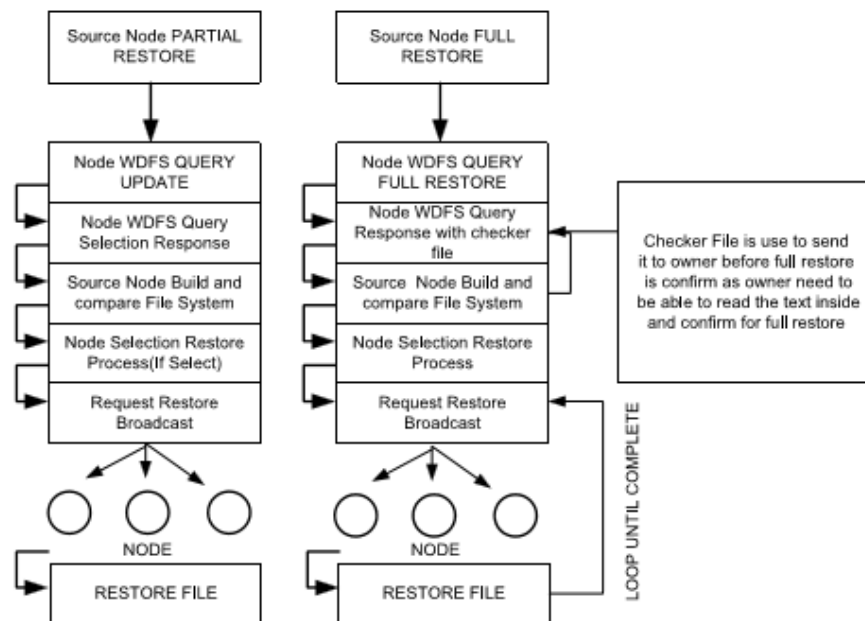 Source Node PARTIAL
RESTORE
Node WDFS QUERY
UPDATE
Node WDFS Query
Selection Response
Source Node Build and
compare File System
Node Selection Restore
Process(If Select)
Request Restore
Broadcast
NODE
RESTORE FILE
Source Node FULL
RESTORE
Node WDFS QUERY
FULL RESTORE
Node WDFS Query
Response with checker
file
Source Node Build and
compare File System
Node Selection Restore
Process
Request Restore
Broadcast
NODE
RESTORE FILE
LOOP UNTIL COMPLETE
Checker File is use to send
it to owner before full restore
is confirm as owner need to
be able to read the text inside
and confirm for full restore